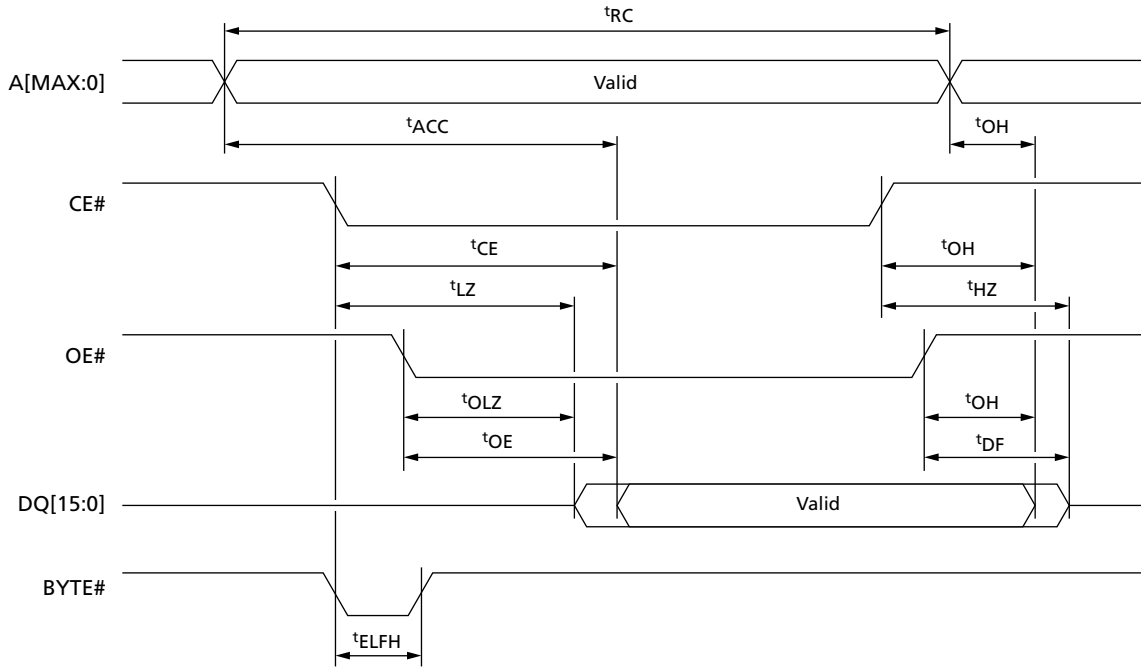 tRC
A[MAX:0]
Valid
tACC
tOH
CE#
tCE
tOH
tLZ
tHZ
OE#
tOLZ
tOH
tOE
tDF
DQ[15:0]
Valid
BYTE#
tELFH